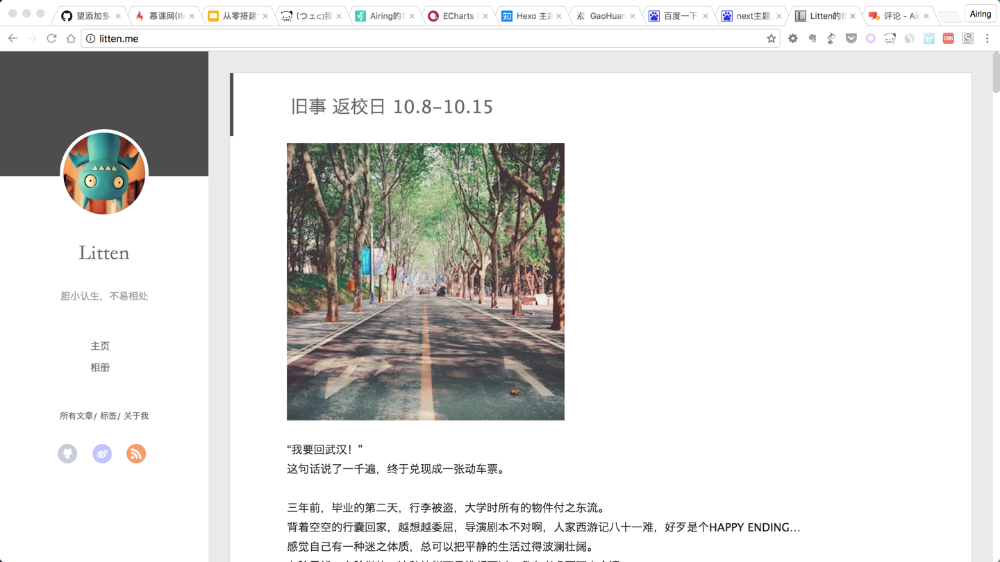 望添加多
慕课网(IM
从零搭建
(つェc)我
Airing的博
ECharts
Hexo 主题
GaoHuan
百度一下
next主题
Litten的博
评论 - Air
Airing
litten.me
CORS
旧事 返校日 10.8-10.15
Litten
胆小认生，不易相处
主页
相册
所有文章/ 标签/ 关于我
“我要回武汉！”
这句话说了一千遍，终于兑现成一张动车票。
三年前，毕业的第二天，行李被盗，大学时所有的物件付之东流。
背着空空的行囊回家，越想越委屈，导演剧本不对啊，人家西游记八十一难，好歹是个HAPPY ENDING...
感觉自己有一种迷之体质，总可以把平静的生活过得波澜壮阔。